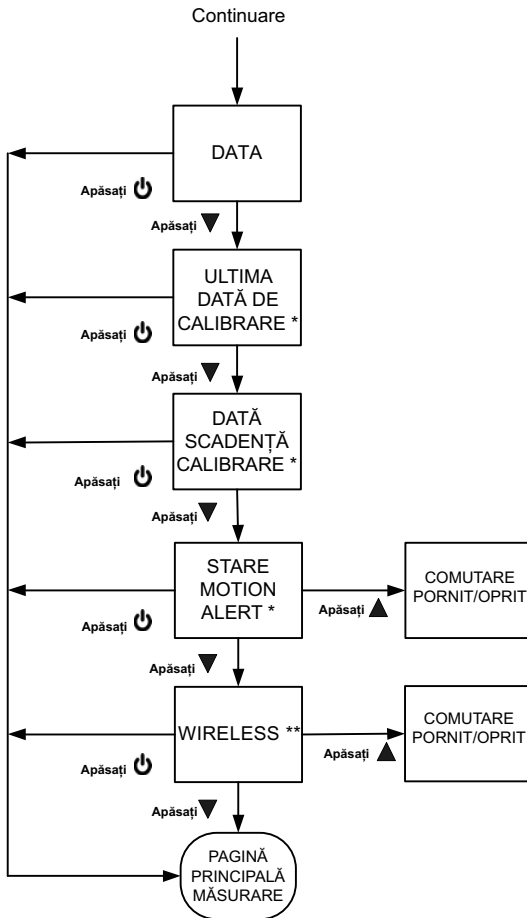 Continuare
DATA
Apăsați
Apăsați
ULTIMA
DATĂ DE
CALIBRARE *
Apăsați
Apăsați
DATĂ
SCADENȚĂ
CALIBRARE *
Apăsați
Apăsați
STARE
MOTION
ALERT *
Apăsați
COMUTARE
PORNIT/OPRIT
Apăsați
Apăsați
WIRELESS **
Apăsați
COMUTARE
PORNIT/OPRIT
Apăsați
Apăsați
PAGINĂ
PRINCIPALĂ
MĂSURARE